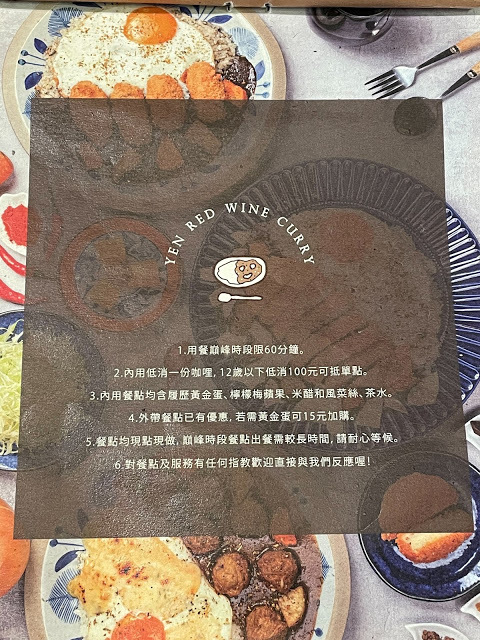 YEN RED WINE CURRY
1.用餐巔峰時段限60分鐘。
2.內用低消一份咖哩, 12歲以下低消100元可抵單點。
3.內用餐點均含履歷黃金蛋、檸檬梅蘋果、米醋和風菜絲、茶水。
4.外帶餐點已有優惠, 若需黃金蛋可15元加購。
5.餐點均現點現做, 巔峰時段餐點出餐需較長時間, 請耐心等候。
6.對餐點及服務有任何指教歡迎直接與我們反應喔!